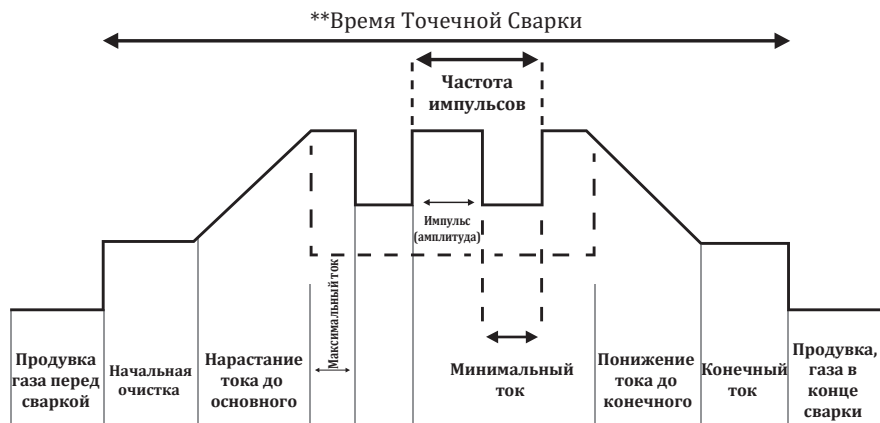 **Время Точечной Сварки
Частота
импульсов
Импульс
(амплитуда)
Максимальный ток
Продувка
газа перед
сваркой
Начальная
очистка
Нарастание
тока до
основного
Минимальный
ток
Понижение
тока до
конечного
Конечный
ток
Продувка,
газа в
конце
сварки